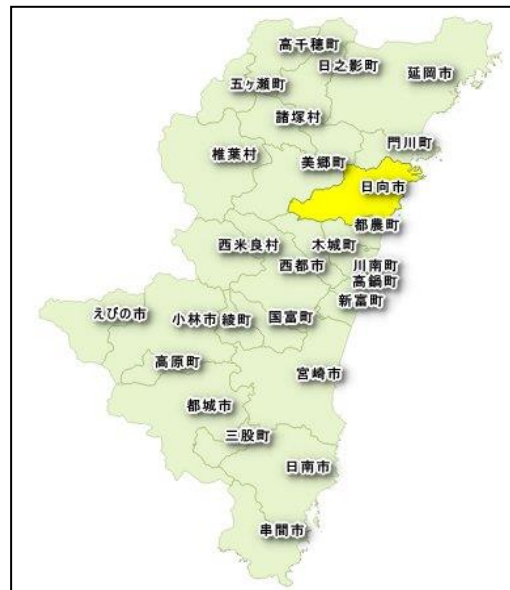 高千穂町
日之影町
延岡市
五ヶ瀬町
諸塚村
門川町
椎葉村
美郷町
日向市
都農町
西米良村
木城町
西都市
川南町
高鍋町
新富町
えびの市
小林市
綾町
国富町
高原町
宮崎市
都城市
三股町
日南市
串間市